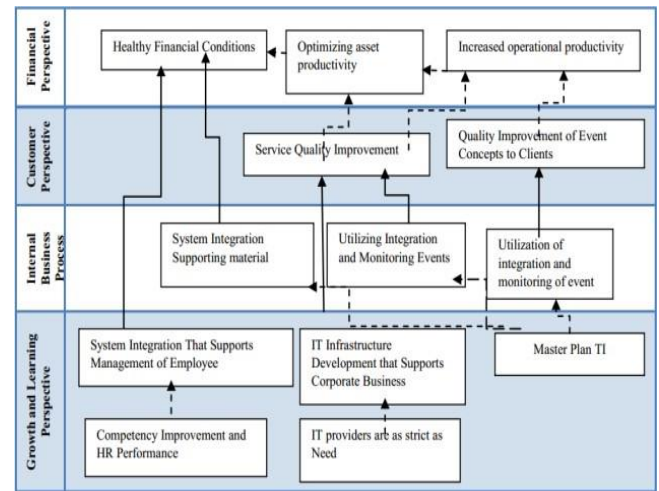 Financial
Perspective
Healthy Financial Conditions
Optimizing asset
productivity
Increased operational productivity
Customer
Perspective
Service Quality Improvement
Quality Improvement of Event
Concepts to Clients
Internal
Business
Process
System Integration
Supporting material
Utilizing Integration
and Monitoring Events
Utilization of
integration and
monitoring of event
Growth and Learning
Perspective
System Integration That Supports
Management of Employee
IT Infrastructure
Development that Supports
Corporate Business
Master Plan TI
Competency Improvement and
HR Performance
IT providers are as strict as
Need